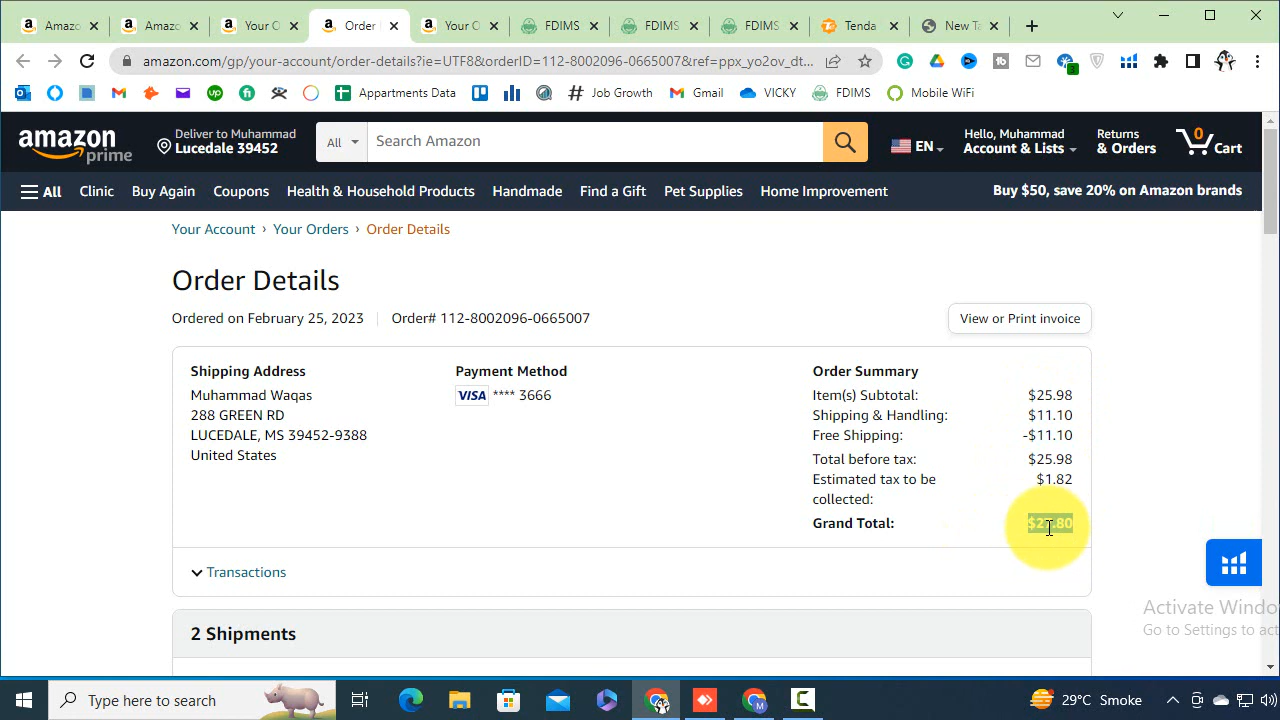 Amazo
Amazo
Your O
Order
Your O
FDIMS
FDIMS
FDIMS
Tenda
New Ta
amazon.com/gp/your-account/order-details?ie=UTF8&orderID=112-8002096-0665007&ref=ppx_yo2ov_dt...
Appartments Data
Job Growth
Gmail
VICKY
FDIMS
Mobile WiFi
amazon prime
Deliver to Muhammad
Lucedale 39452
All
Search Amazon
EN
Hello, Muhammad
Account & Lists
Returns
& Orders
0
Cart
All Clinic Buy Again Coupons Health & Household Products Handmade Find a Gift Pet Supplies Home Improvement
Buy $50, save 20% on Amazon brands
Your Account › Your Orders › Order Details
Order Details
Ordered on February 25, 2023
Order# 112-8002096-0665007
View or Print invoice
Shipping Address
Muhammad Waqas
288 GREEN RD
LUCEDALE, MS 39452-9388
United States
Payment Method
VISA **** 3666
Order Summary
Item(s) Subtotal: $25.98
Shipping & Handling: $11.10
Free Shipping: -$11.10
Total before tax: $25.98
Estimated tax to be $1.82
collected:
Grand Total: $27.80
Transactions
2 Shipments
Activate Windo
Go to Settings to act
Type here to search
29°C Smoke